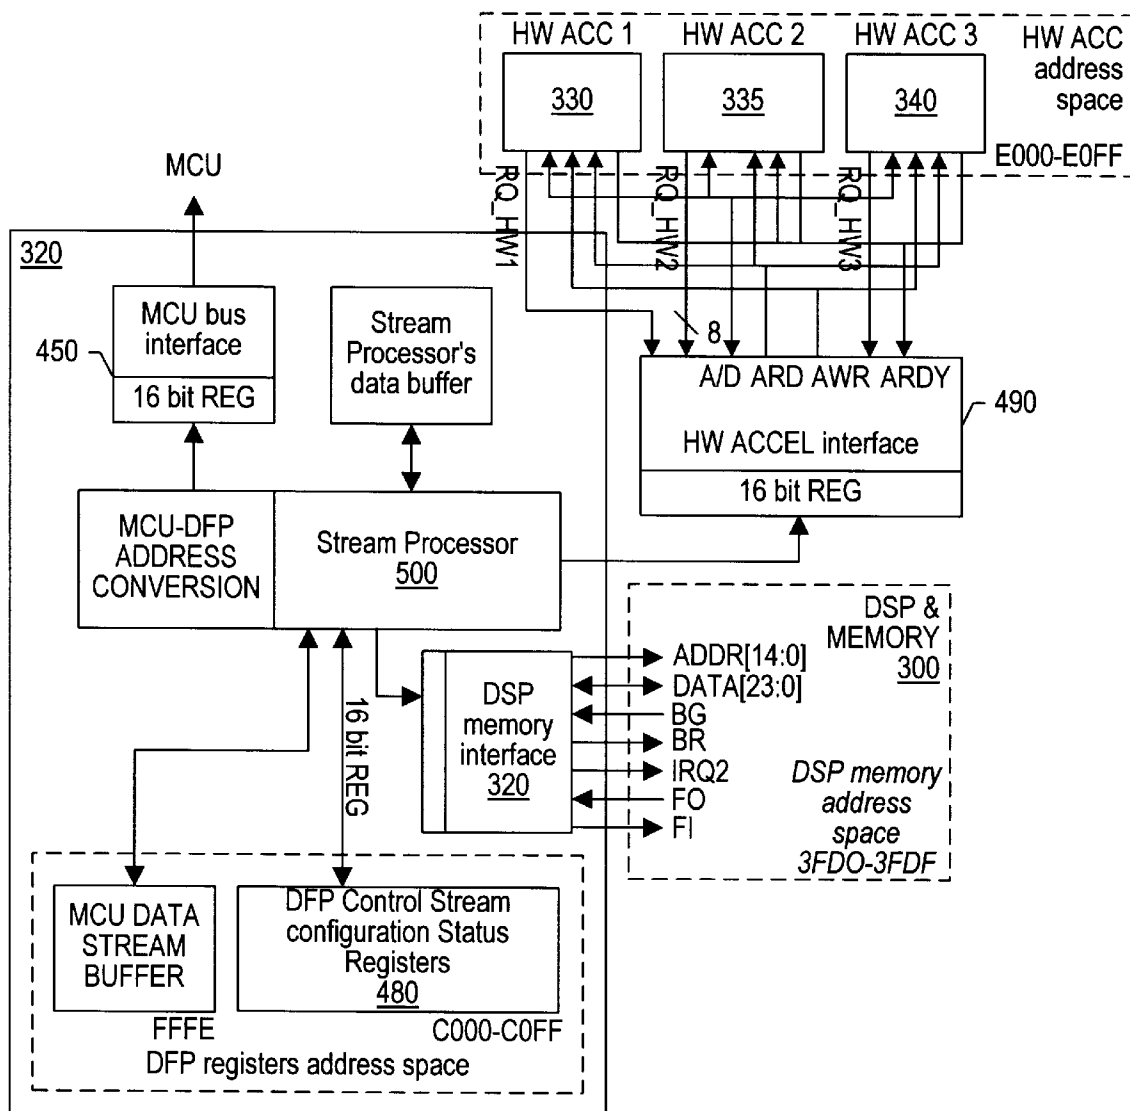 HW ACC 1
HW ACC 2
HW ACC 3
HW ACC
address
space
330
335
340
E000-E0FF
MCU
RQ_HW1
RQ_HW2
RQ_HW3
320
MCU bus
interface
450
16 bit REG
Stream
Processor's
data buffer
8
A/D ARD AWR ARDY
490
HW ACCEL interface
16 bit REG
MCU-DFP
ADDRESS
CONVERSION
Stream Processor
500
DSP &
MEMORY
300
ADDR[14:0]
DATA[23:0]
BG
BR
IRQ2
FO
FI
DSP
memory
interface
320
16 bit REG
DSP memory
address
space
3FDO-3FDF
MCU DATA
STREAM
BUFFER
DFP Control Stream
configuration Status
Registers
480
FFFE
C000-C0FF
DFP registers address space